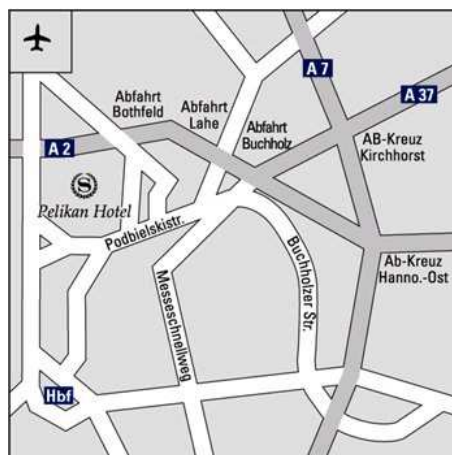 A 7
A 37
Abfahrt
Bothfeld
Abfahrt
Lahe
Abfahrt
Buchholz
AB-Kreuz
Kirchhorst
A 2
S
Pelikan Hotel
Podbielskistr.
Buchholzer Str.
Ab-Kreuz
Hanno.-Ost
Messeschnellweg
Hbf